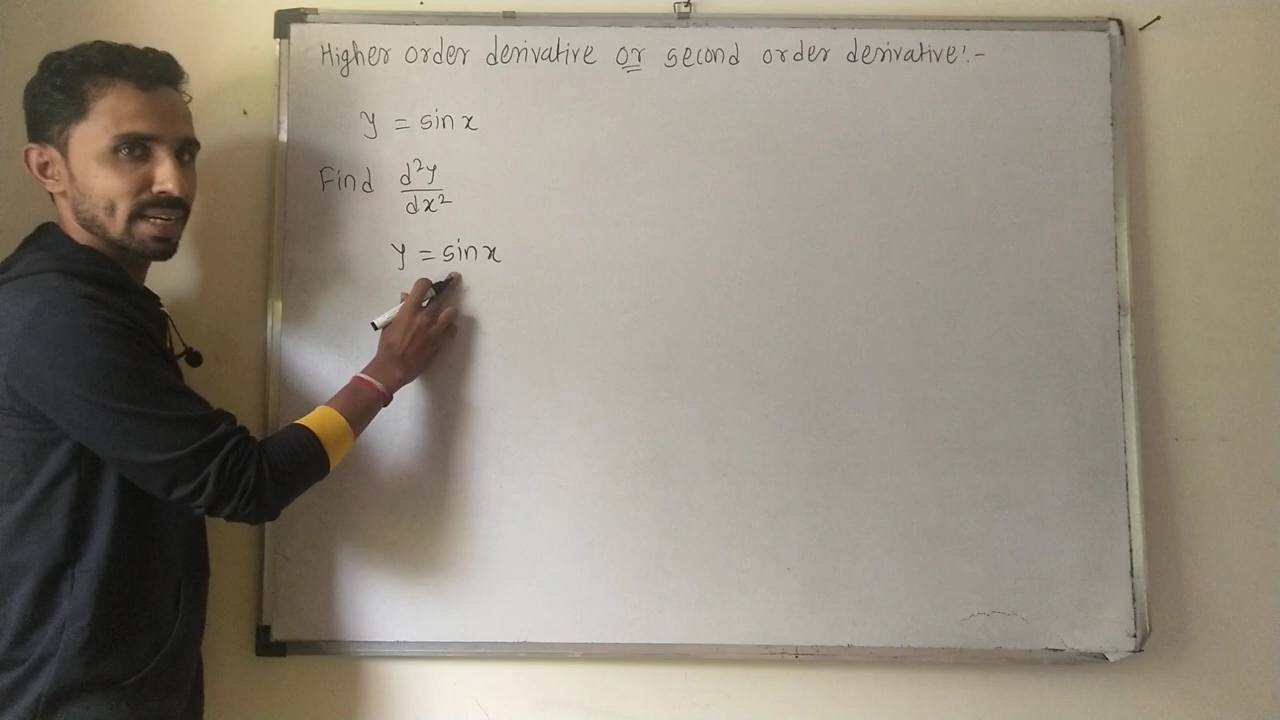 Higher order derivative or second order derivative:-
y = sin x
Find d²y/dx²
y = sin x